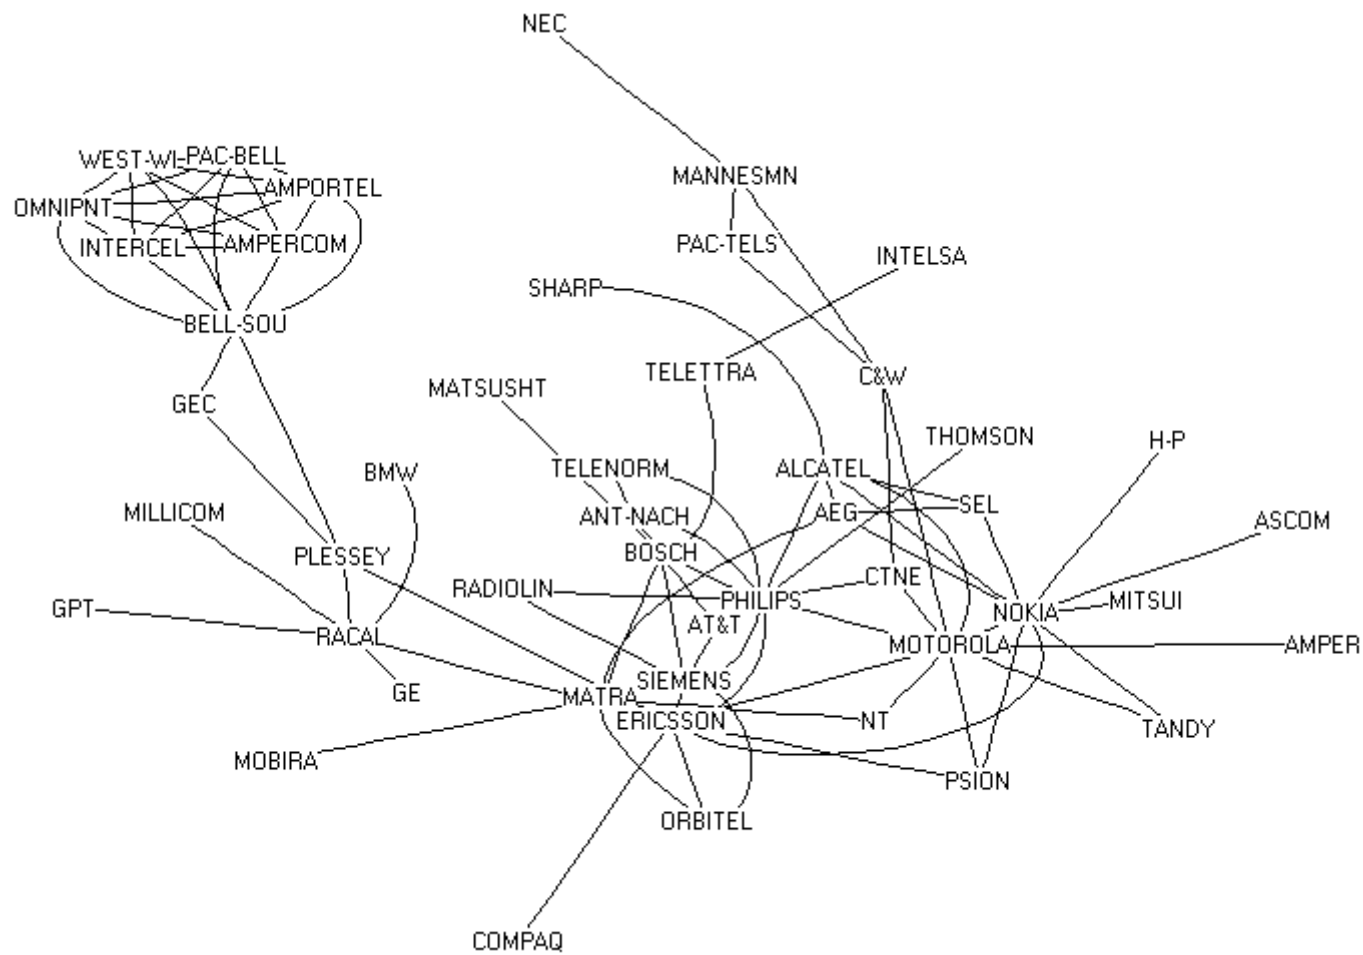 NEC
WEST-WI-
PAC-BELL
AMPORTEL
MANNESMN
OMNIPNT
INTERCEL
AMPERCOM
PAC-TELS
INTELSA
SHARP
BELL-SOU
TELETTRA
C&W
MATSUSHT
GEC
THOMSON
H-P
BMW
TELENORM
ALCATEL
MILLICOM
ANT-NACH
AEG
SEL
ASCOM
PLESSEY
BOSCH
CTNE
RADIOLIN
PHILIPS
MITSUI
GPT
NOKIA
AT&T
RACAL
MOTOROLA
AMPER
SIEMENS
GE
MATRA
ERICSSON
NT
TANDY
MOBIRA
PSION
ORBITEL
COMPAQ